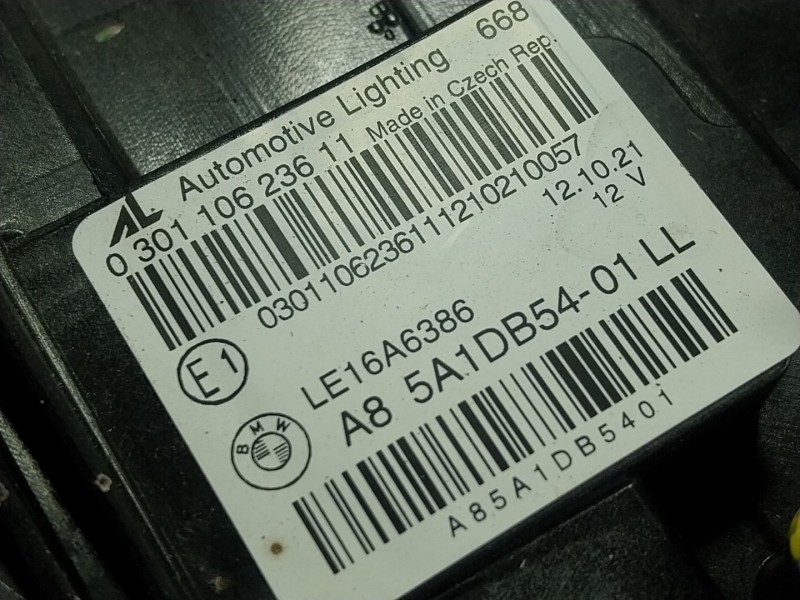 AL Automotive Lighting 668
0 301 106 236 11 Made in Czech Rep.
0301106236111210210057
12.10.21
12 V
E1
LE16A6386
BMW
A8 5A1DB54-01 LL
A85A1DB5401